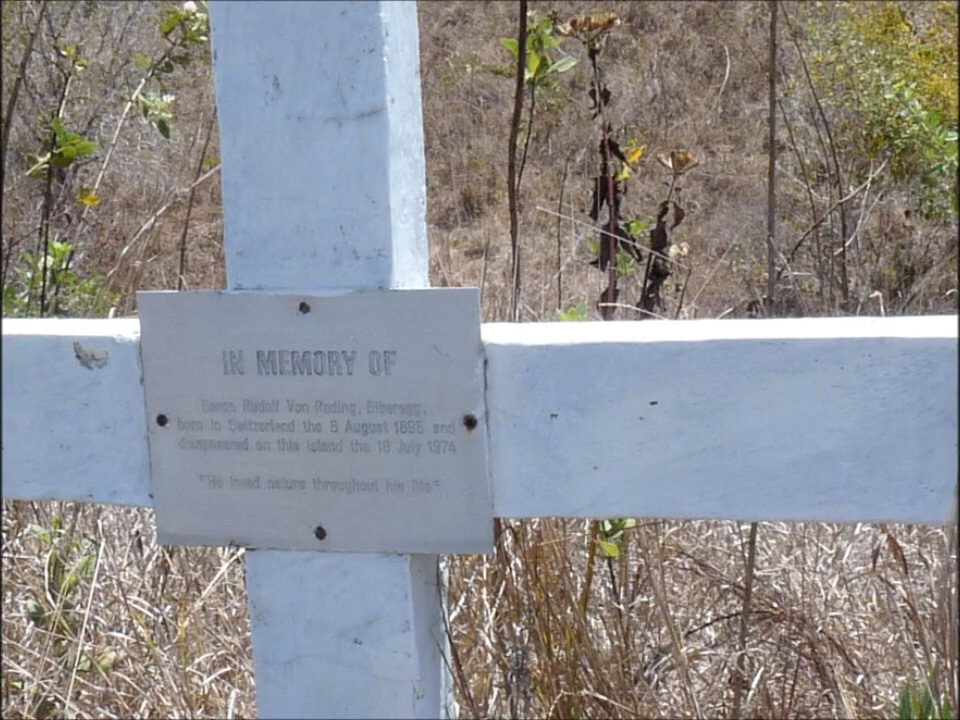 IN MEMORY OF
Baron Rudolf Von Reding, Biberegg,
born in Switzerland the 8 August 1895 and
disappeared on this island the 18 July 1974
"He loved nature throughout his life"